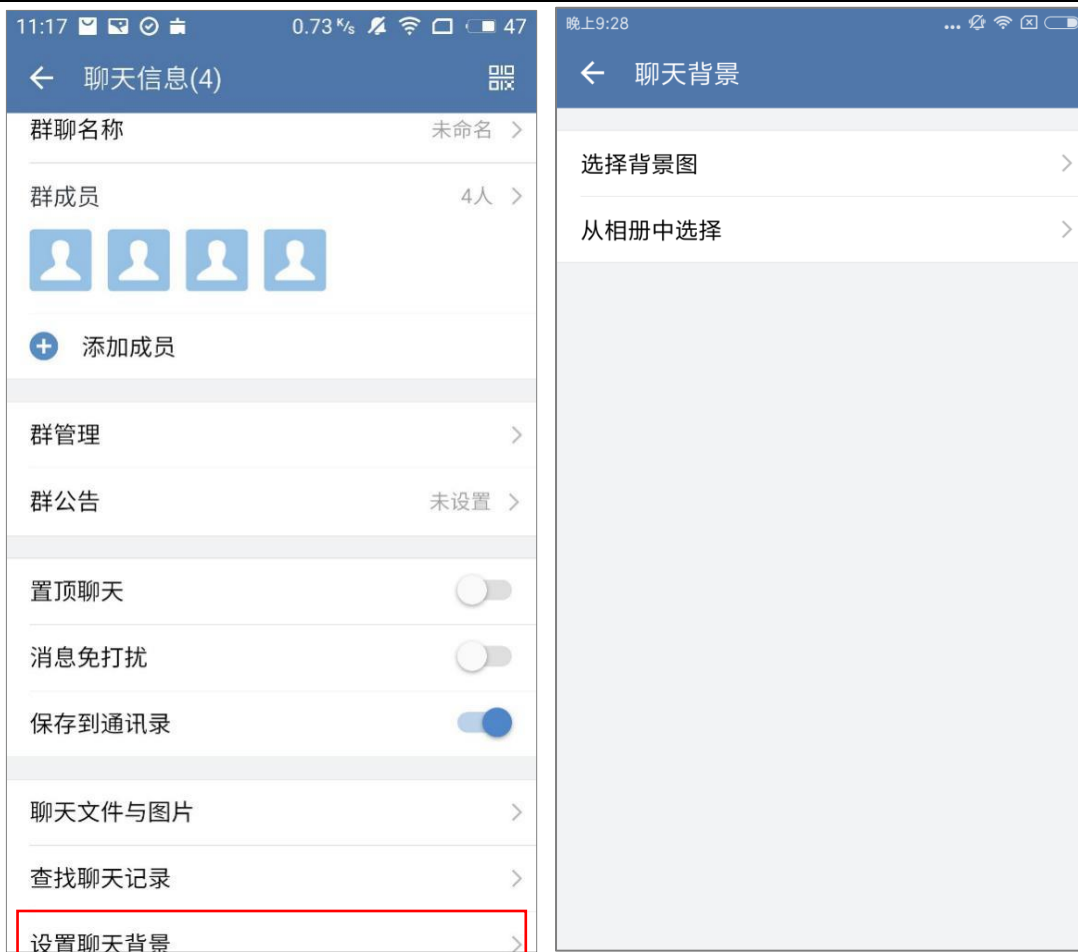 11:17 0.73 K/s 47
聊天信息(4)
群聊名称 未命名
群成员 4人
添加成员
群管理
群公告 未设置
置顶聊天
消息免打扰
保存到通讯录
聊天文件与图片
查找聊天记录
设置聊天背景
晚上9:28 ...
聊天背景
选择背景图
从相册中选择